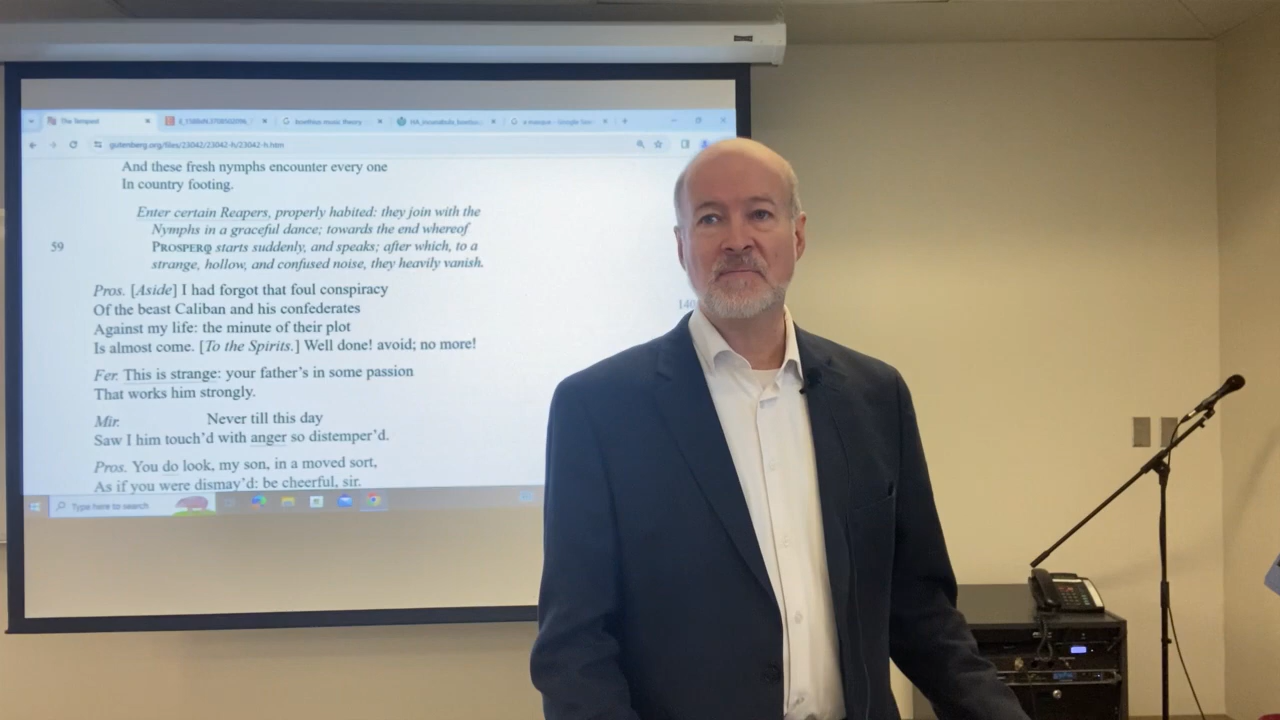 The Tempest
boethius music theory
a masque - Google Sea
gutenberg.org/files/23042/23042-h/23042-h.htm
And these fresh nymphs encounter every one
In country footing.
Enter certain Reapers, properly habited: they join with the
Nymphs in a graceful dance; towards the end whereof
59 PROSPERO starts suddenly, and speaks; after which, to a
strange, hollow, and confused noise, they heavily vanish.
Pros. [Aside] I had forgot that foul conspiracy
Of the beast Caliban and his confederates
140
Against my life: the minute of their plot
Is almost come. [To the Spirits.] Well done! avoid; no more!
Fer. This is strange: your father's in some passion
That works him strongly.
Mir. Never till this day
Saw I him touch'd with anger so distemper'd.
Pros. You do look, my son, in a moved sort,
As if you were dismay'd: be cheerful, sir.
Type here to search